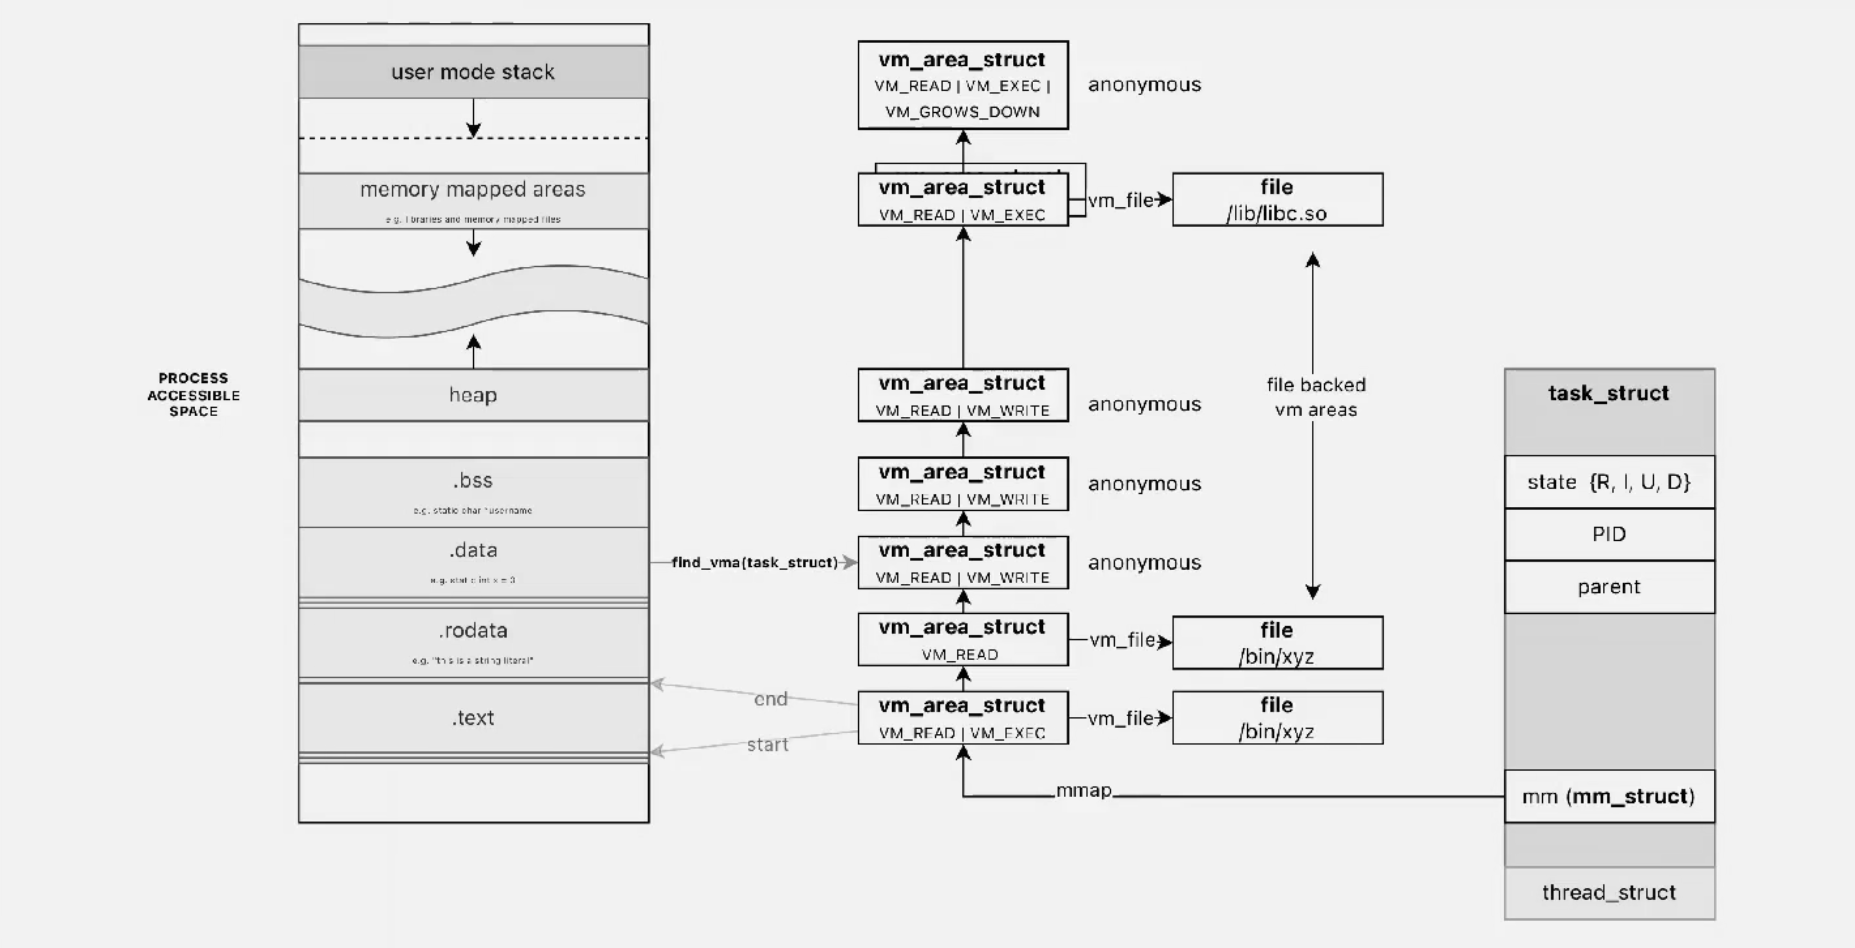 user mode stack
memory mapped areas
e.g. libraries and memory mapped files
PROCESS
ACCESSIBLE
SPACE
heap
.bss
e.g. static char *username
.data
e.g. static int x = 3
.rodata
e.g. "this is a string literal"
.text
find_vma(task_struct)
end
start
vm_area_struct
VM_READ | VM_EXEC |
VM_GROWS_DOWN
anonymous
vm_area_struct
VM_READ | VM_EXEC
vm_file
file
/lib/libc.so
vm_area_struct
VM_READ | VM_WRITE
anonymous
file backed
vm areas
vm_area_struct
VM_READ | VM_WRITE
anonymous
vm_area_struct
VM_READ | VM_WRITE
anonymous
vm_area_struct
VM_READ
vm_file
file
/bin/xyz
vm_area_struct
VM_READ | VM_EXEC
vm_file
file
/bin/xyz
mmap
task_struct
state {R, I, U, D}
PID
parent
mm (mm_struct)
thread_struct